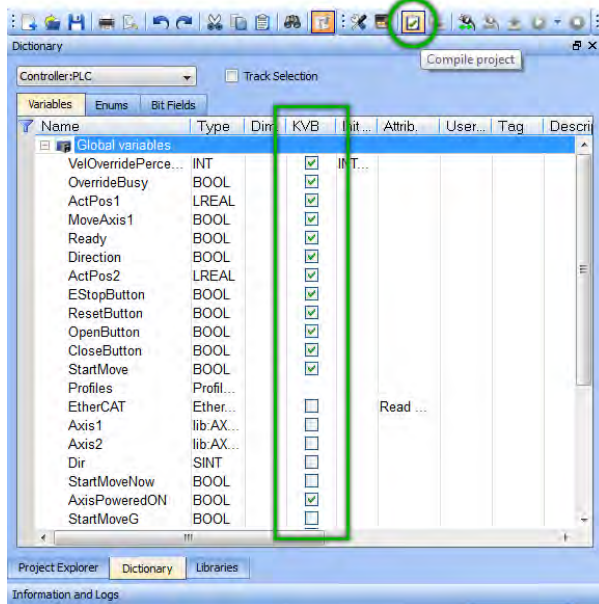 Dictionary
Compile project
Controller:PLC
Track Selection
Variables Enums Bit Fields
Name Type Dim KVB Init ... Attrib. User... Tag Descri
Global variables
VelOverridePerce... INT INT...
OverrideBusy BOOL
ActPos1 LREAL
MoveAxis1 BOOL
Ready BOOL
Direction BOOL
ActPos2 LREAL
EStopButton BOOL
ResetButton BOOL
OpenButton BOOL
CloseButton BOOL
StartMove BOOL
Profiles Profil...
EtherCAT Ether... Read ...
Axis1 lib:AX...
Axis2 lib:AX...
Dir SINT
StartMoveNow BOOL
AxisPoweredON BOOL
StartMoveG BOOL
Project Explorer Dictionary Libraries
Information and Logs